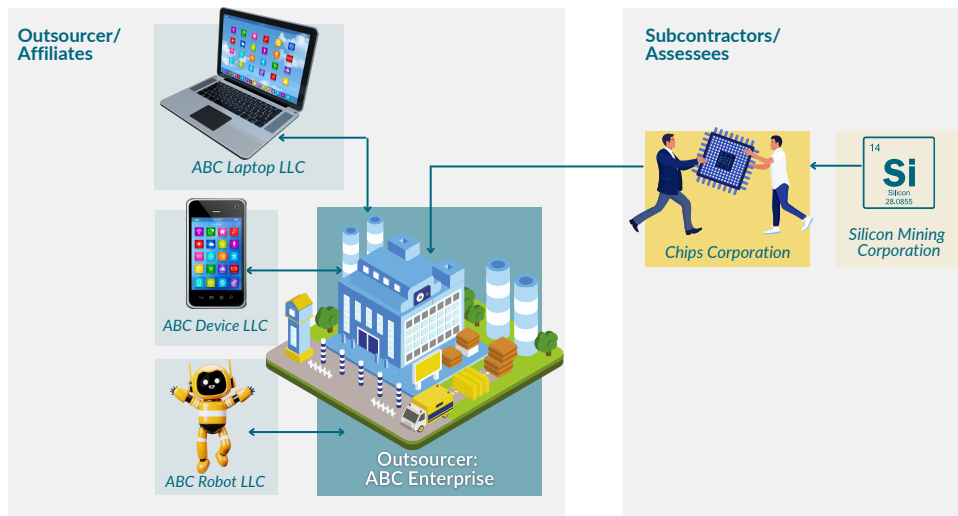 Outsourcer/
Affiliates
ABC Laptop LLC
ABC Device LLC
ABC Robot LLC
Outsourcer:
ABC Enterprise
Subcontractors/
Assessees
Chips Corporation
14
Si
Silicon
28.0855
Silicon Mining
Corporation